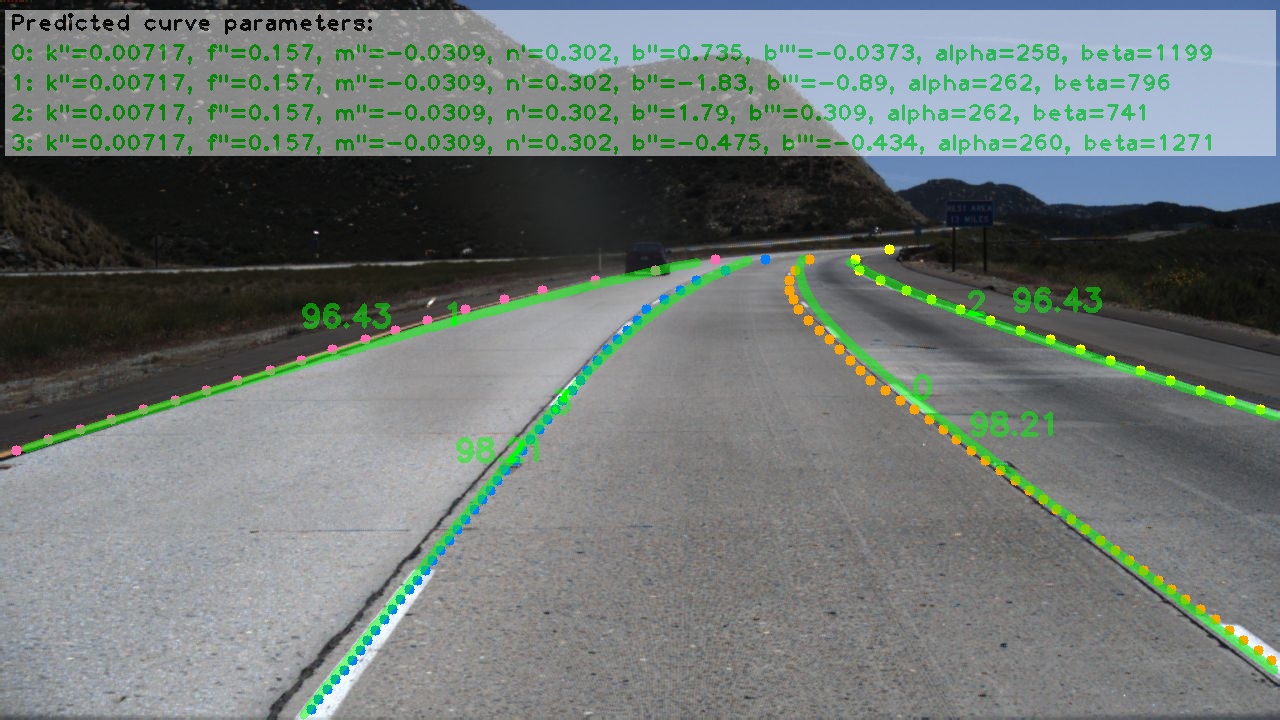 Predicted curve parameters:
0: k''=0.00717, f''=0.157, m''=-0.0309, n'=0.302, b''=0.735, b'''=-0.0373, alpha=258, beta=1199
1: k''=0.00717, f''=0.157, m''=-0.0309, n'=0.302, b''=-1.83, b'''=-0.89, alpha=262, beta=796
2: k''=0.00717, f''=0.157, m''=-0.0309, n'=0.302, b''=1.79, b'''=0.309, alpha=262, beta=741
3: k''=0.00717, f''=0.157, m''=-0.0309, n'=0.302, b''=-0.475, b'''=-0.434, alpha=260, beta=1271
REST AREA
13 MILES
96.43 1
2 96.43
0
98.21
3
98.21